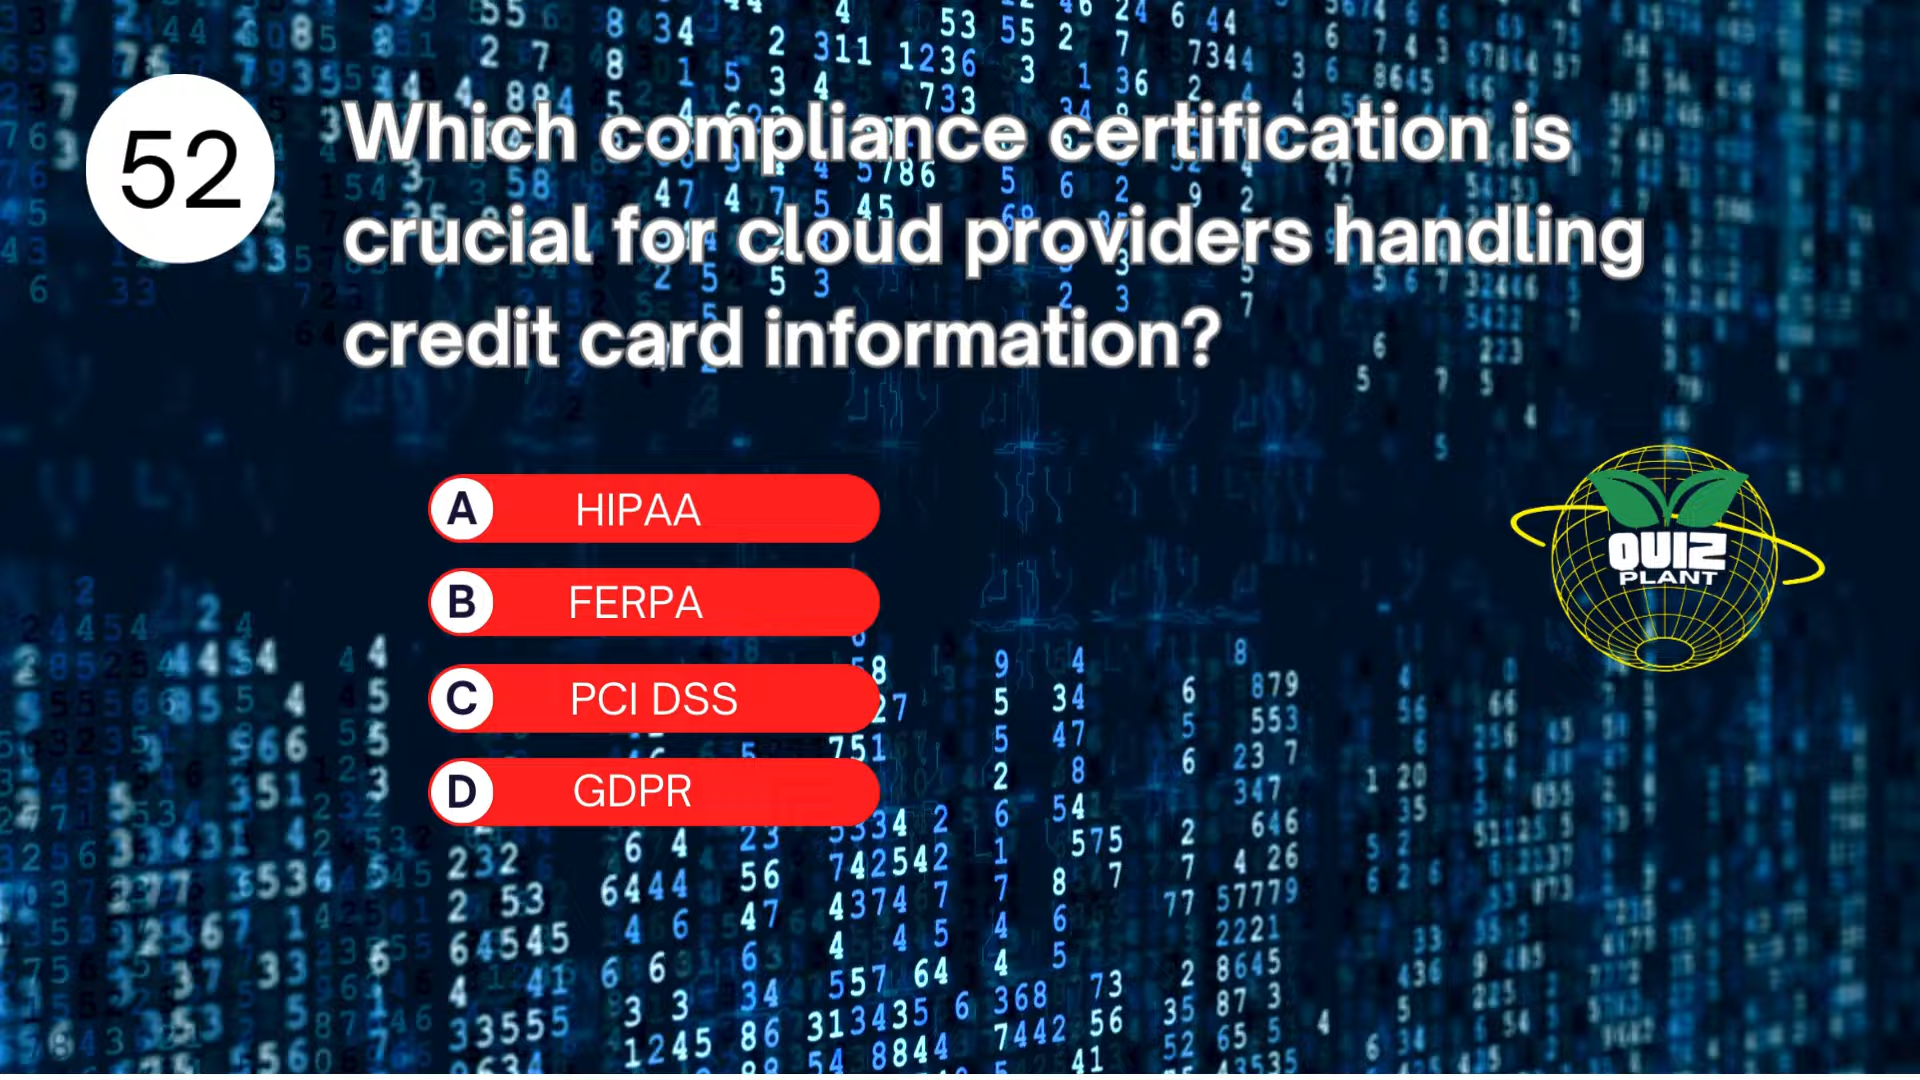 52
Which compliance certification is
crucial for cloud providers handling
credit card information?
A HIPAA
B FERPA
C PCI DSS
D GDPR
QUIZ
PLANT